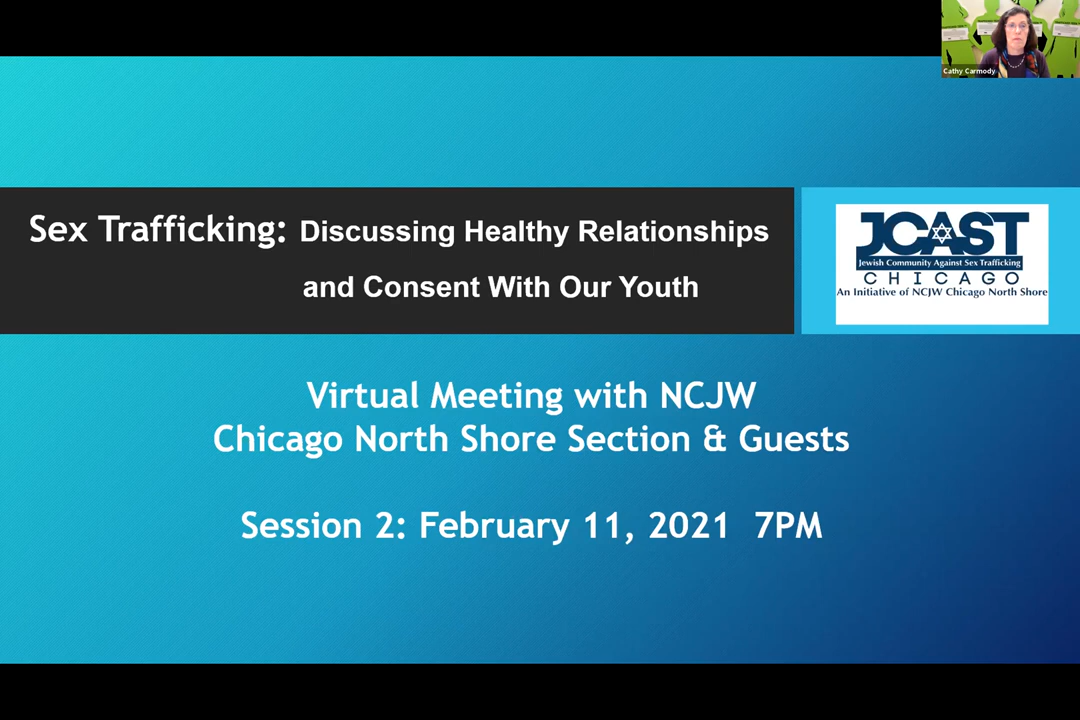 Cathy Carmody
Sex Trafficking: Discussing Healthy Relationships
and Consent With Our Youth
JCAST
Jewish Community Against Sex Trafficking
CHICAGO
An Initiative of NCJW Chicago North Shore
Virtual Meeting with NCJW
Chicago North Shore Section & Guests
Session 2: February 11, 2021 7PM